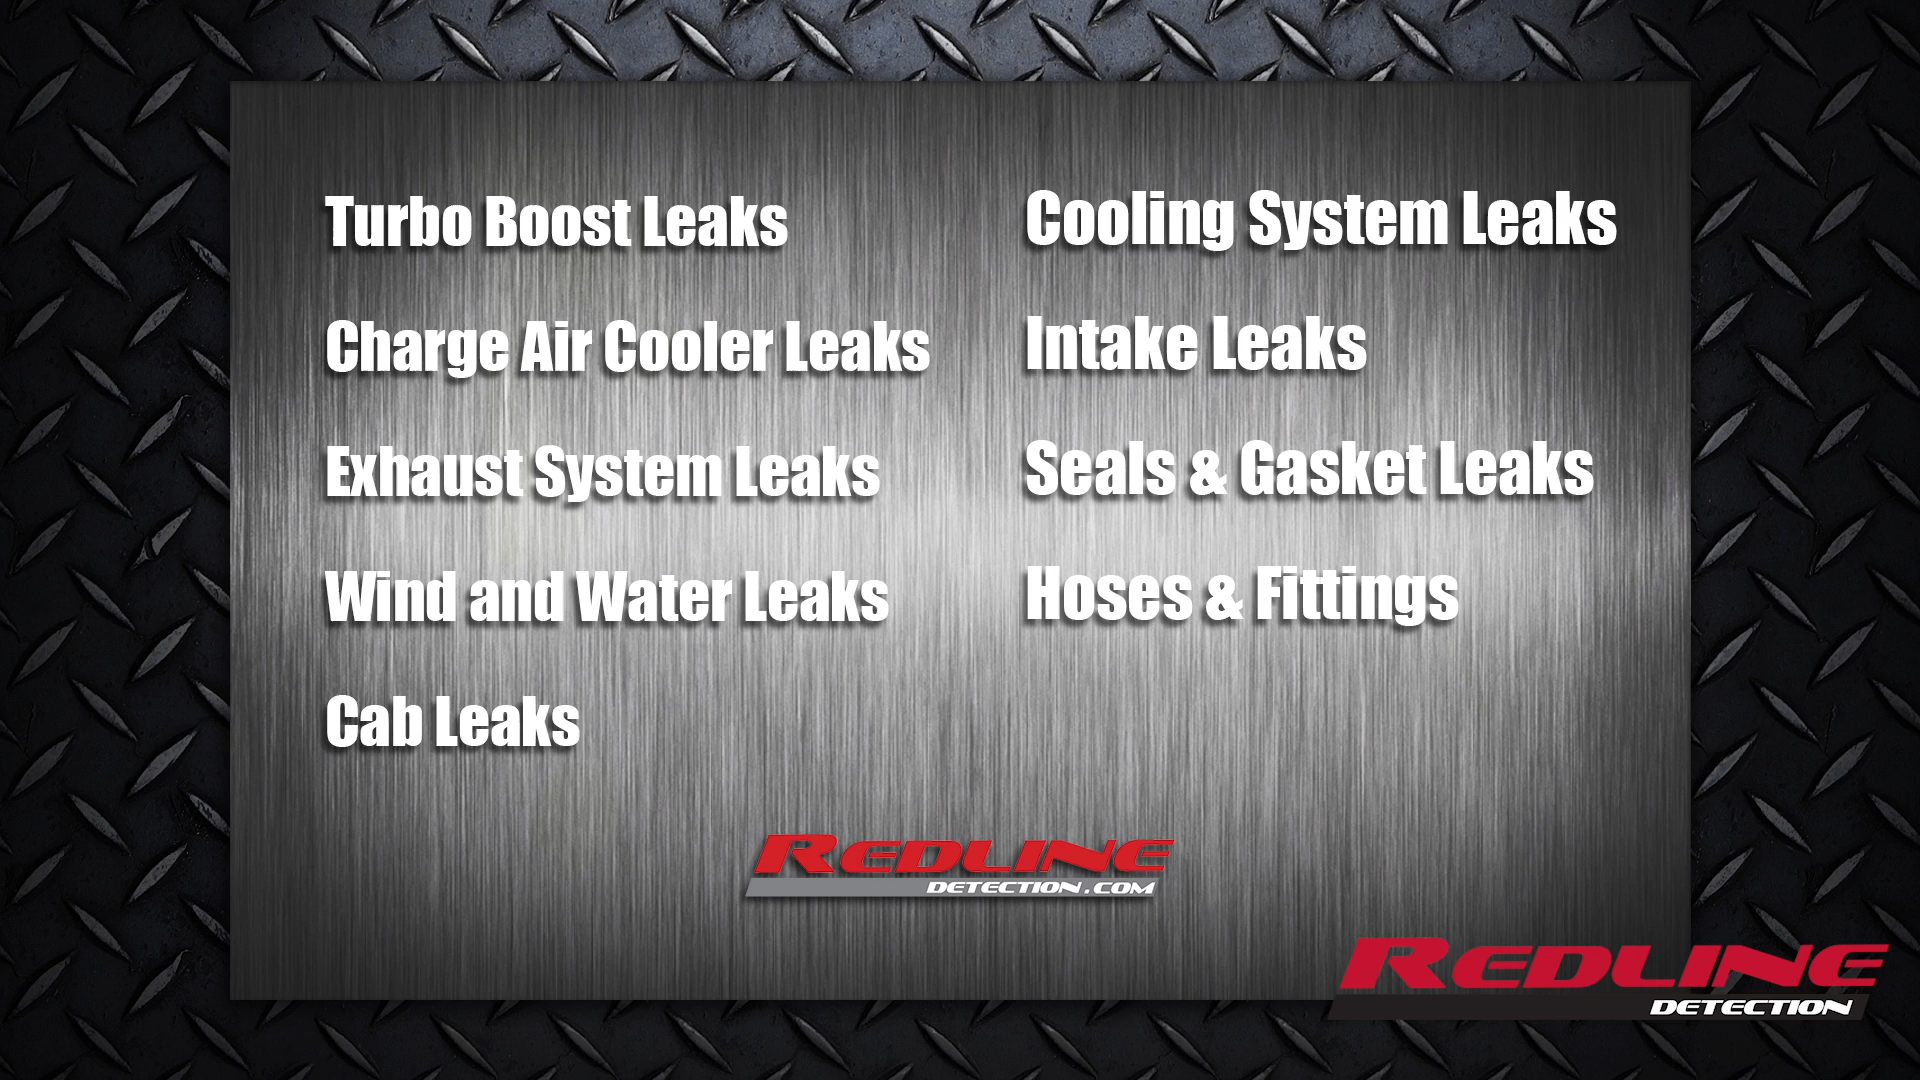 Turbo Boost Leaks
Charge Air Cooler Leaks
Exhaust System Leaks
Wind and Water Leaks
Cab Leaks
Cooling System Leaks
Intake Leaks
Seals & Gasket Leaks
Hoses & Fittings
REDLINE
DETECTION.COM
REDLINE
DETECTION